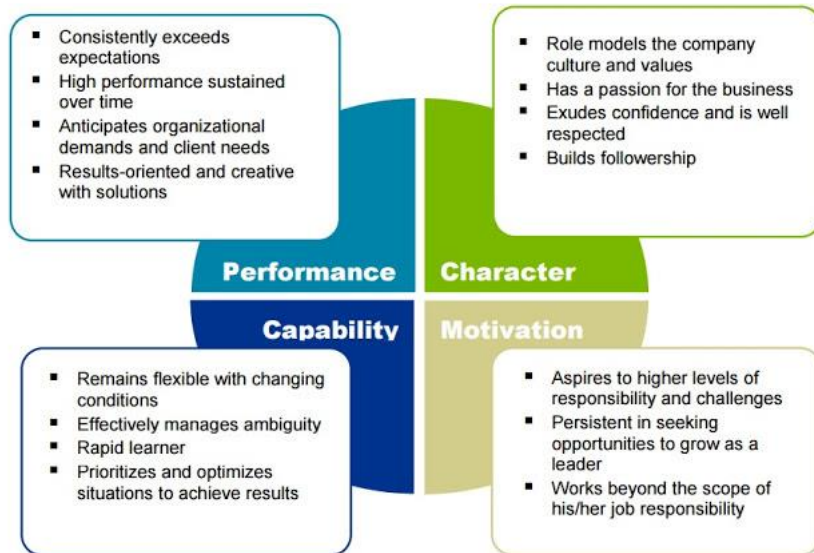 ▪ Consistently exceeds
expectations
▪ High performance sustained
over time
▪ Anticipates organizational
demands and client needs
▪ Results-oriented and creative
with solutions
▪ Role models the company
culture and values
▪ Has a passion for the business
▪ Exudes confidence and is well
respected
▪ Builds followership
Performance
Character
Capability
Motivation
▪ Remains flexible with changing
conditions
▪ Effectively manages ambiguity
▪ Rapid learner
▪ Prioritizes and optimizes
situations to achieve results
▪ Aspires to higher levels of
responsibility and challenges
▪ Persistent in seeking
opportunities to grow as a
leader
▪ Works beyond the scope of
his/her job responsibility